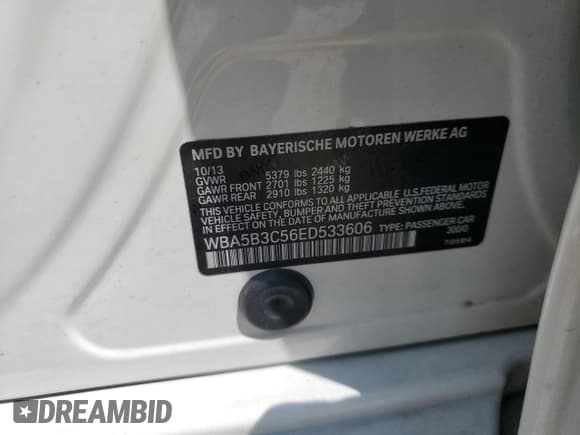 MFD BY BAYERISCHE MOTOREN WERKE AG
10/13
GVWR 5379 lbs 2440 kg
GAWR FRONT 2701 lbs 1225 kg
GAWR REAR 2910 lbs 1320 kg
THIS VEHICLE CONFORMS TO ALL APPLICABLE U.S.FEDERAL MOTOR
VEHICLE SAFETY, BUMPER, AND THEFT PREVENTION STANDARDS
IN EFFECT ON THE DATE OF MANUFACTURE SHOWN ABOVE.
WBA5B3C56ED533606 TYPE: PASSENGER CAR
DREAMBID